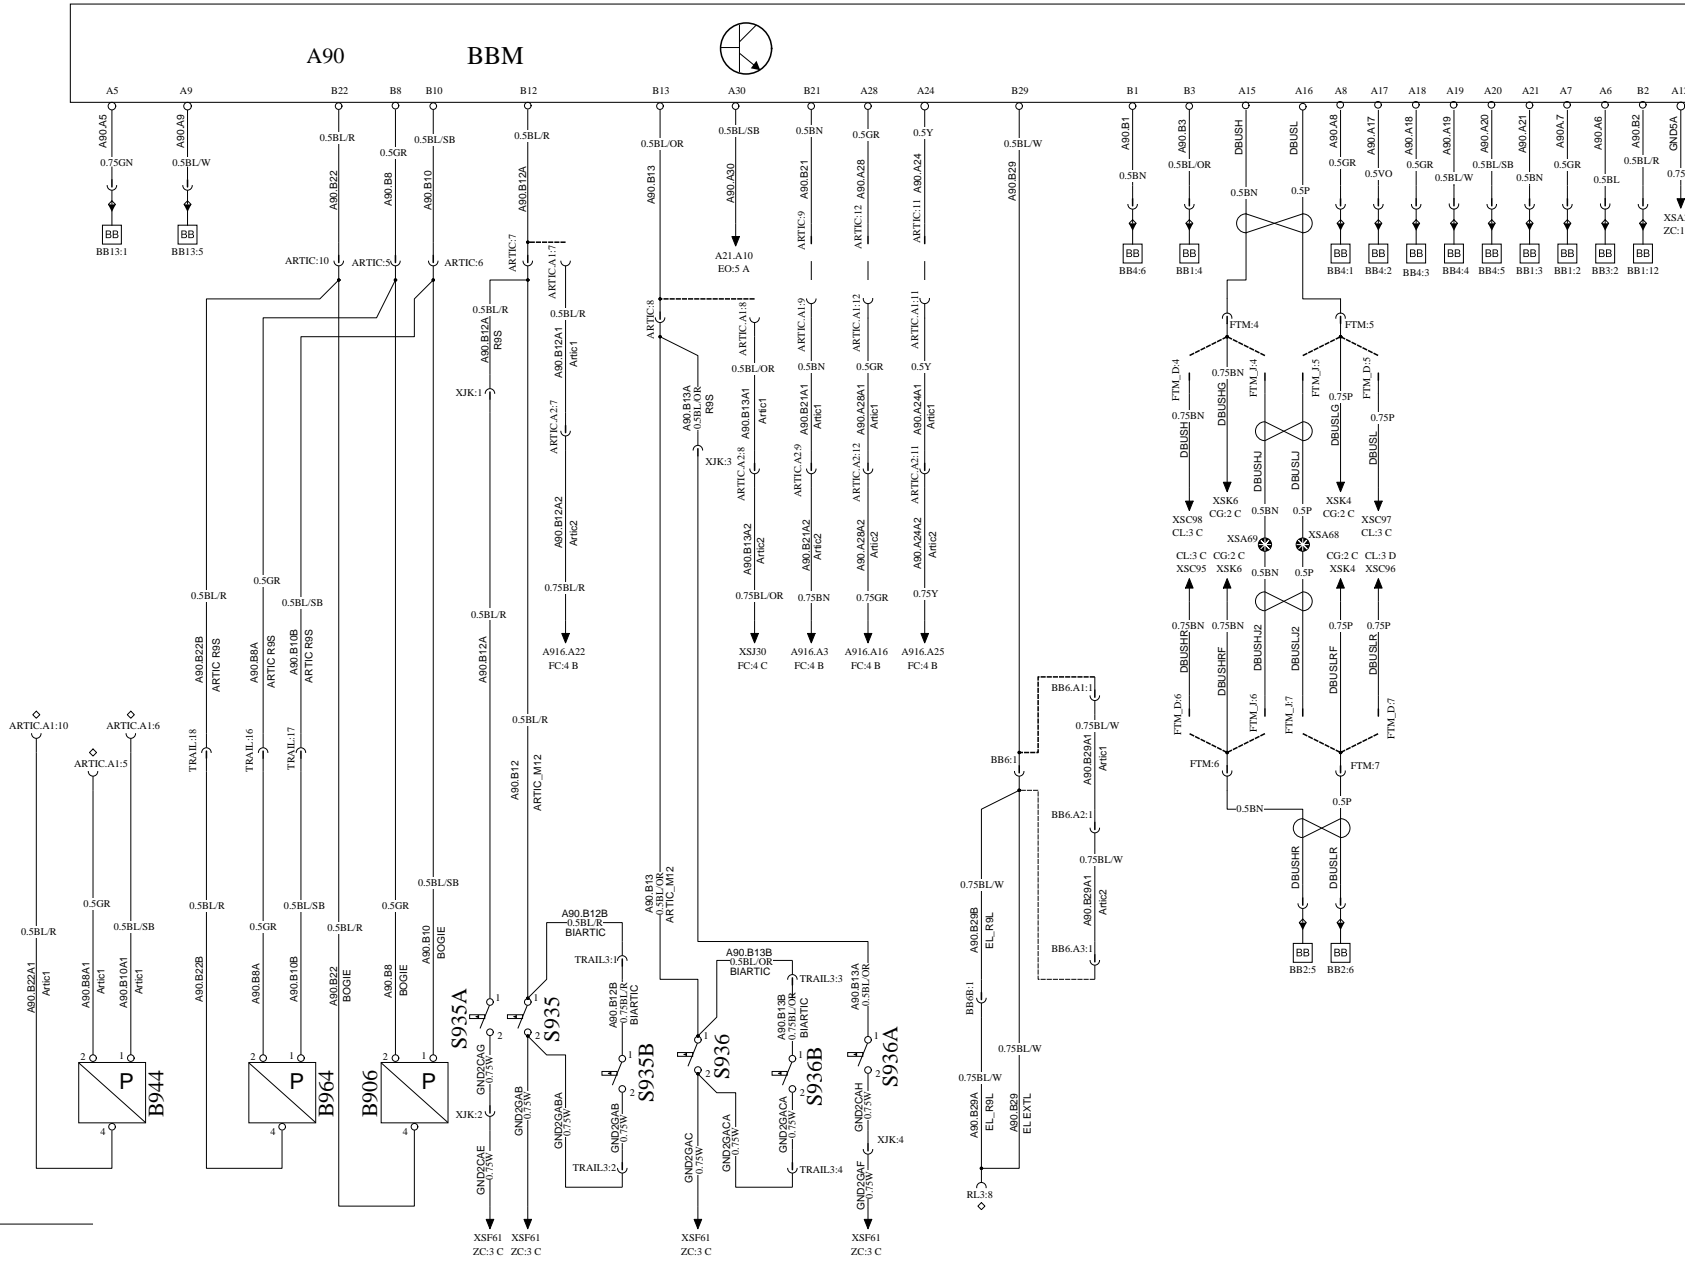 A90 BBM
A5 A9 B22 B8 B10 B12 B13 A30 B21 A28 A24 B29 B1 B3 A15 A16 A8 A17 A18 A19 A20 A21 A7 A6 B2
A90.A5
0.75GN
BB
BB13:1
A90.A9
0.5BL/W
BB
BB13:5
0.5BL/R
A90.B22
ARTIC:10
0.5GR
A90.B8
ARTIC:5
0.5BL/SB
A90.B10
ARTIC:6
0.5BL/R
A90.B12A
ARTIC:7
ARTIC.A1:7
0.5BL/R
A90.B12A
R9S
XJK:1
0.5BL/R
A90.B12A1
Artic1
ARTIC.A2:7
A90.B12A2
Artic2
0.75BL/R
A916.A22
FC:4 B
0.5BL/OR
A90.B13
ARTIC:8
A90.B13A
0.5BL/OR
R9S
XJK:3
ARTIC.A1:8
0.5BL/OR
A90.B13A1
Artic1
ARTIC.A2:8
A90.B13A2
Artic2
0.75BL/OR
XSJ30
FC:4 C
0.5BL/SB
A90.A30
A21.A10
EO:5 A
0.5BN
A90.B21
ARTIC:9
ARTIC.A1:9
0.5BN
A90.B21A1
Artic1
ARTIC.A2:9
A90.B21A2
Artic2
0.75BN
A916.A3
FC:4 B
0.5GR
A90.A28
ARTIC:12
ARTIC.A1:12
0.5GR
A90.A28A1
Artic1
ARTIC.A2:12
A90.A28A2
Artic2
0.75GR
A916.A16
FC:4 B
0.5Y
A90.A24
ARTIC:11
ARTIC.A1:11
0.5Y
A90.A24A1
Artic1
ARTIC.A2:11
A90.A24A2
Artic2
0.75Y
A916.A25
FC:4 B
0.5BL/W
A90.B29
A90.B1
0.5BN
BB
BB4:6
A90.B3
0.5BL/OR
BB
BB1:4
DBUSH
0.5BN
DBUSL
0.5P
A90.A8
0.5GR
BB
BB4:1
A90.A17
0.5VO
BB
BB4:2
A90.A18
0.5GR
BB
BB4:3
A90.A19
0.5BL/W
BB
BB4:4
A90.A20
0.5BL/SB
BB
BB4:5
A90.A21
0.5BN
BB
BB1:3
A90A.7
0.5GR
BB
BB1:2
A90.A6
0.5BL
BB
BB3:2
A90.B2
0.5BL/R
BB
BB1:12
GND5A
FTM:4
FTM:5
FTM_D:4
0.75BN
DBUSH
XSC98
CL:3 C
0.75BN
DBUSHG
XSK6
CG:2 C
FTM_J:4
DBUSHJ
0.5BN
XSA69
FTM_J:5
DBUSLJ
0.5P
XSA68
0.75P
DBUSLG
XSK4
CG:2 C
FTM_D:5
0.75P
DBUSL
XSC97
CL:3 C
CL:3 C
XSC95
0.75BN
DBUSHR
FTM_D:6
CG:2 C
XSK6
0.75BN
DBUSHRF
0.5BN
DBUSHJ2
FTM_J:6
0.5P
DBUSLJ2
FTM_J:7
CG:2 C
XSK4
0.75P
DBUSLRF
CL:3 D
XSC96
0.75P
DBUSLR
FTM_D:7
FTM:6
FTM:7
0.5BN
0.5P
DBUSHR
DBUSLR
BB
BB2:5
BB
BB2:6
ARTIC.A1:10
0.5BL/R
A90.B22A1
Artic1
ARTIC.A1:5
0.5GR
A90.B8A1
Artic1
ARTIC.A1:6
0.5BL/SB
A90.B10A1
Artic1
2 1
P
4
B944
0.5BL/R
A90.B22B
ARTIC R9S
TRAIL:18
0.5BL/R
A90.B22B
0.5GR
A90.B8A
ARTIC R9S
TRAIL:16
0.5GR
A90.B8A
0.5BL/SB
A90.B10B
ARTIC R9S
TRAIL:17
0.5BL/SB
A90.B10B
2 1
P
4
B964
0.5BL/R
A90.B22
BOGIE
0.5GR
A90.B8
BOGIE
0.5BL/SB
A90.B10
BOGIE
2 1
P
4
B906
0.5BL/R
A90.B12A
0.5BL/R
A90.B12
ARTIC_M12
A90.B12B
0.5BL/R
BIARTIC
TRAIL3:1
A90.B12B
0.75BL/R
BIARTIC
1
2
S935A
1
2
S935
1
2
S935B
GND2CAG
0.75W
XJK:2
GND2CAE
0.75W
XSF61
ZC:3 C
GND2GAB
0.75W
XSF61
ZC:3 C
GND2GABA
0.75W
GND2GAB
0.75W
TRAIL3:2
A90.B13
0.5BL/OR
ARTIC_M12
A90.B13B
0.5BL/OR
BIARTIC
TRAIL3:3
A90.B13B
0.75BL/OR
BIARTIC
A90.B13A
0.5BL/OR
1
2
S936
1
2
S936B
1
2
S936A
GND2GAC
0.75W
XSF61
ZC:3 C
GND2GACA
0.75W
GND2GACA
0.75W
TRAIL3:4
GND2CAH
0.75W
XJK:4
GND2GAF
0.75W
XSF61
ZC:3 C
BB6.A1:1
0.75BL/W
A90.B29A1
Artic1
BB6:1
BB6.A2:1
0.75BL/W
A90.B29A1
Artic2
BB6.A3:1
0.75BL/W
A90.B29B
EL_R9L
BB6B:1
0.75BL/W
A90.B29A
EL_R9L
0.75BL/W
A90.B29
EL EXTL
RL3:8